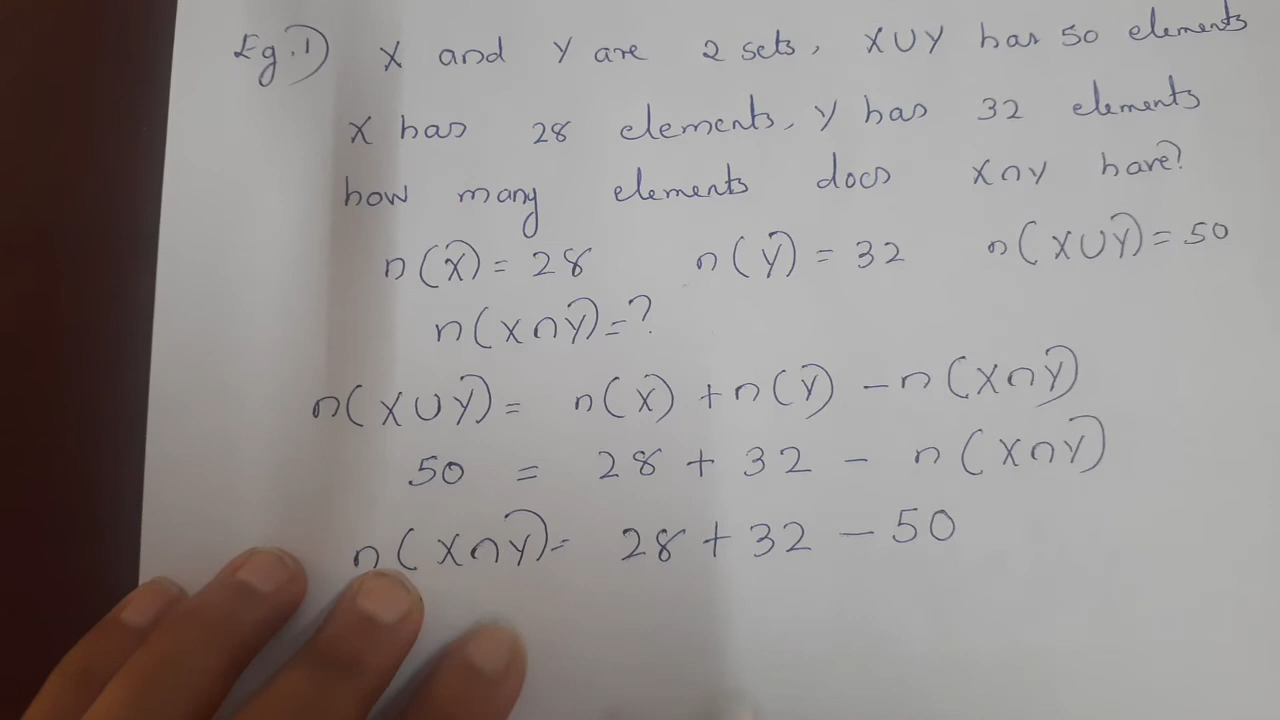 Eg.1) X and Y are 2 sets, X∪Y has 50 elements
X has 28 elements, Y has 32 elements
how many elements does X∩Y have?
n(X) = 28 n(Y) = 32 n(X∪Y) = 50
n(X∩Y) = ?
n(X∪Y) = n(X) + n(Y) - n(X∩Y)
50 = 28 + 32 - n(X∩Y)
n(X∩Y) = 28 + 32 - 50